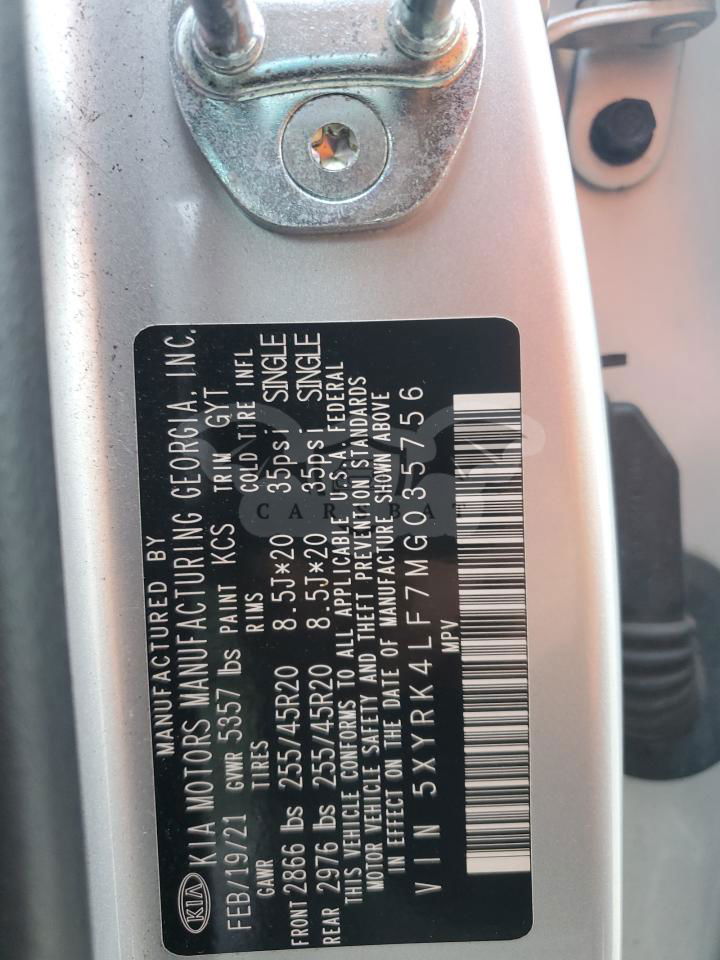 MANUFACTURED BY
KIA KIA MOTORS MANUFACTURING GEORGIA, INC.
FEB/19/21 GVWR 5357 lbs PAINT KCS TRIM GYT
GAWR TIRES RIMS COLD TIRE INFL
FRONT 2866 lbs 255/45R20 8.5J*20 35psi SINGLE
REAR 2976 lbs 255/45R20 8.5J*20 35psi SINGLE
THIS VEHICLE CONFORMS TO ALL APPLICABLE U.S.A. FEDERAL
MOTOR VEHICLE SAFETY AND THEFT PREVENTION STANDARDS
IN EFFECT ON THE DATE OF MANUFACTURE SHOWN ABOVE
VIN 5XYRK4LF7MG035756
MPV